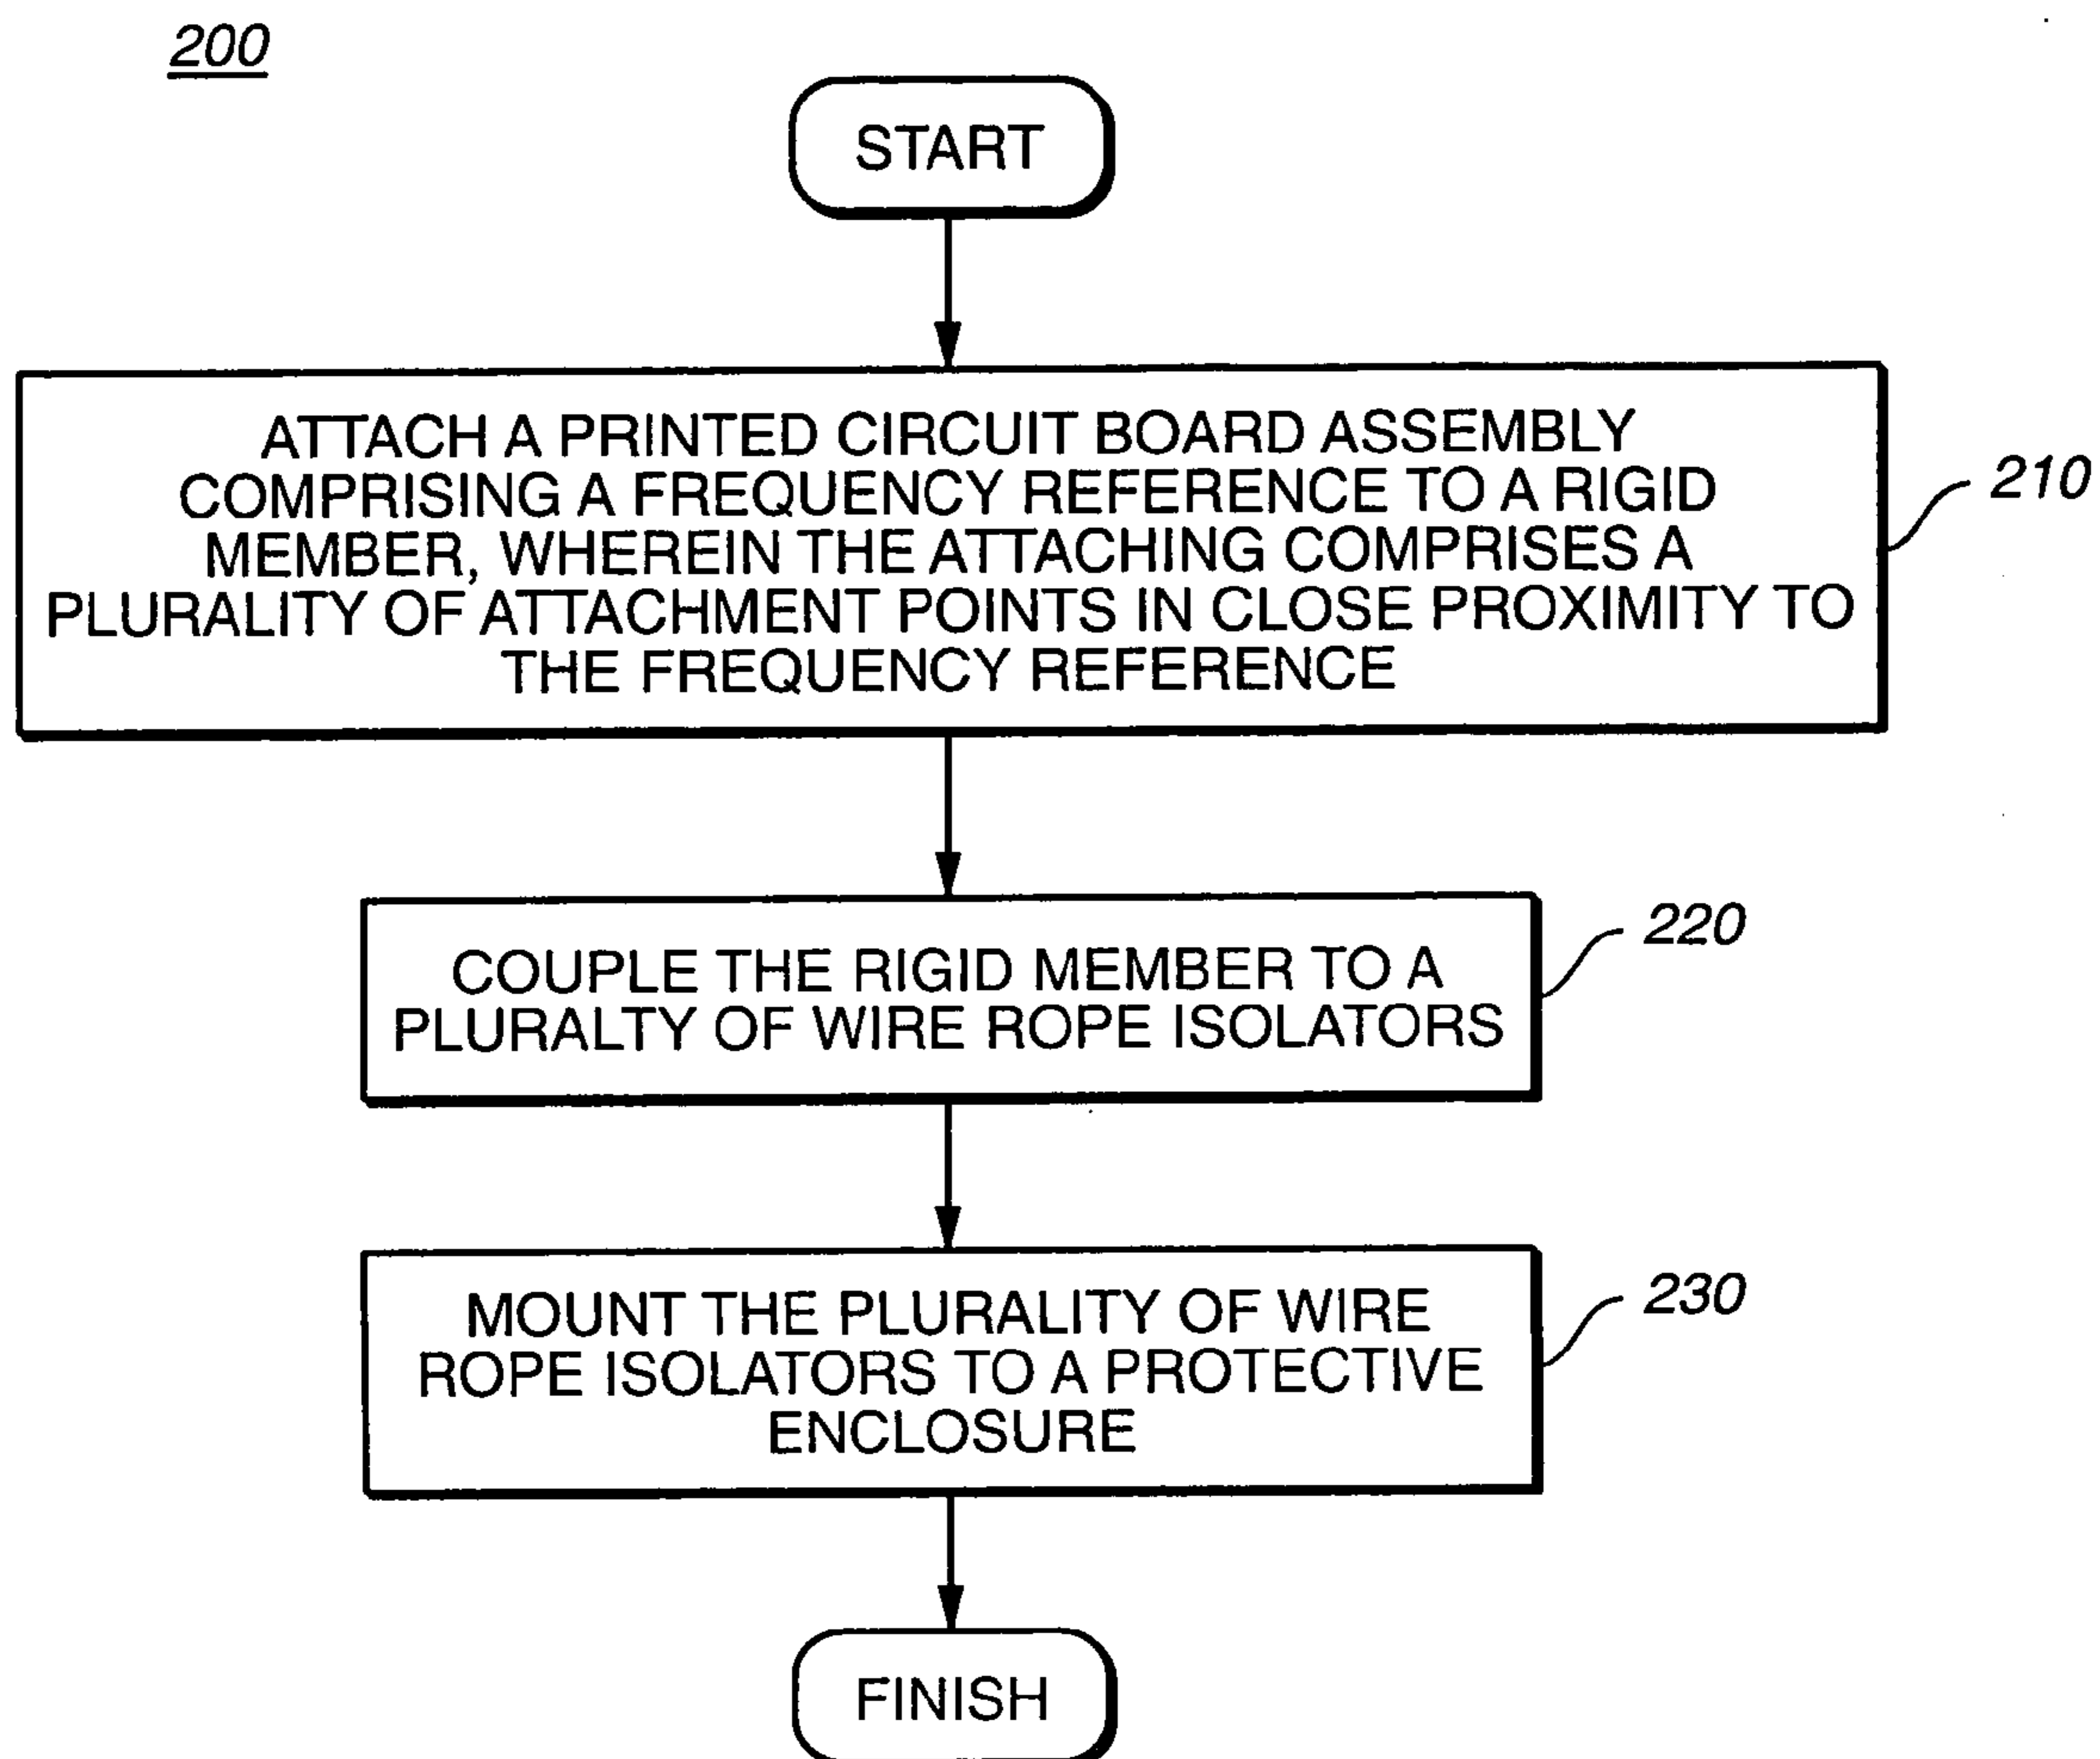 200
START
ATTACH A PRINTED CIRCUIT BOARD ASSEMBLY
COMPRISING A FREQUENCY REFERENCE TO A RIGID
MEMBER, WHEREIN THE ATTACHING COMPRISES A
PLURALITY OF ATTACHMENT POINTS IN CLOSE PROXIMITY TO
THE FREQUENCY REFERENCE
210
COUPLE THE RIGID MEMBER TO A
PLURALTY OF WIRE ROPE ISOLATORS
220
MOUNT THE PLURALITY OF WIRE
ROPE ISOLATORS TO A PROTECTIVE
ENCLOSURE
230
FINISH